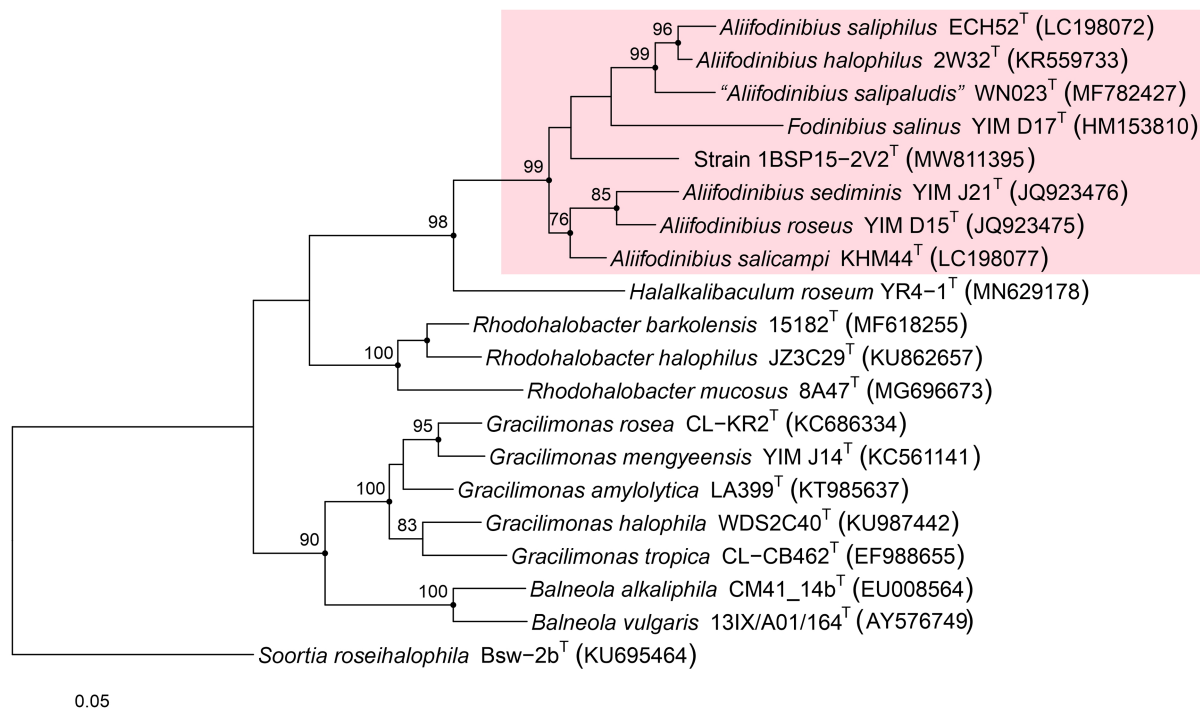 96
Aliifodinibius saliphilus ECH52T (LC198072)
99
Aliifodinibius halophilus 2W32T (KR559733)
“Aliifodinibius salipaludis” WN023T (MF782427)
Fodinibius salinus YIM D17T (HM153810)
99
Strain 1BSP15−2V2T (MW811395)
85
Aliifodinibius sediminis YIM J21T (JQ923476)
76
Aliifodinibius roseus YIM D15T (JQ923475)
98
Aliifodinibius salicampi KHM44T (LC198077)
Halalkalibaculum roseum YR4−1T (MN629178)
Rhodohalobacter barkolensis 15182T (MF618255)
100
Rhodohalobacter halophilus JZ3C29T (KU862657)
Rhodohalobacter mucosus 8A47T (MG696673)
95
Gracilimonas rosea CL−KR2T (KC686334)
Gracilimonas mengyeensis YIM J14T (KC561141)
100
Gracilimonas amylolytica LA399T (KT985637)
83
Gracilimonas halophila WDS2C40T (KU987442)
90
Gracilimonas tropica CL−CB462T (EF988655)
100
Balneola alkaliphila CM41_14bT (EU008564)
Balneola vulgaris 13IX/A01/164T (AY576749)
Soortia roseihalophila Bsw−2bT (KU695464)
0.05